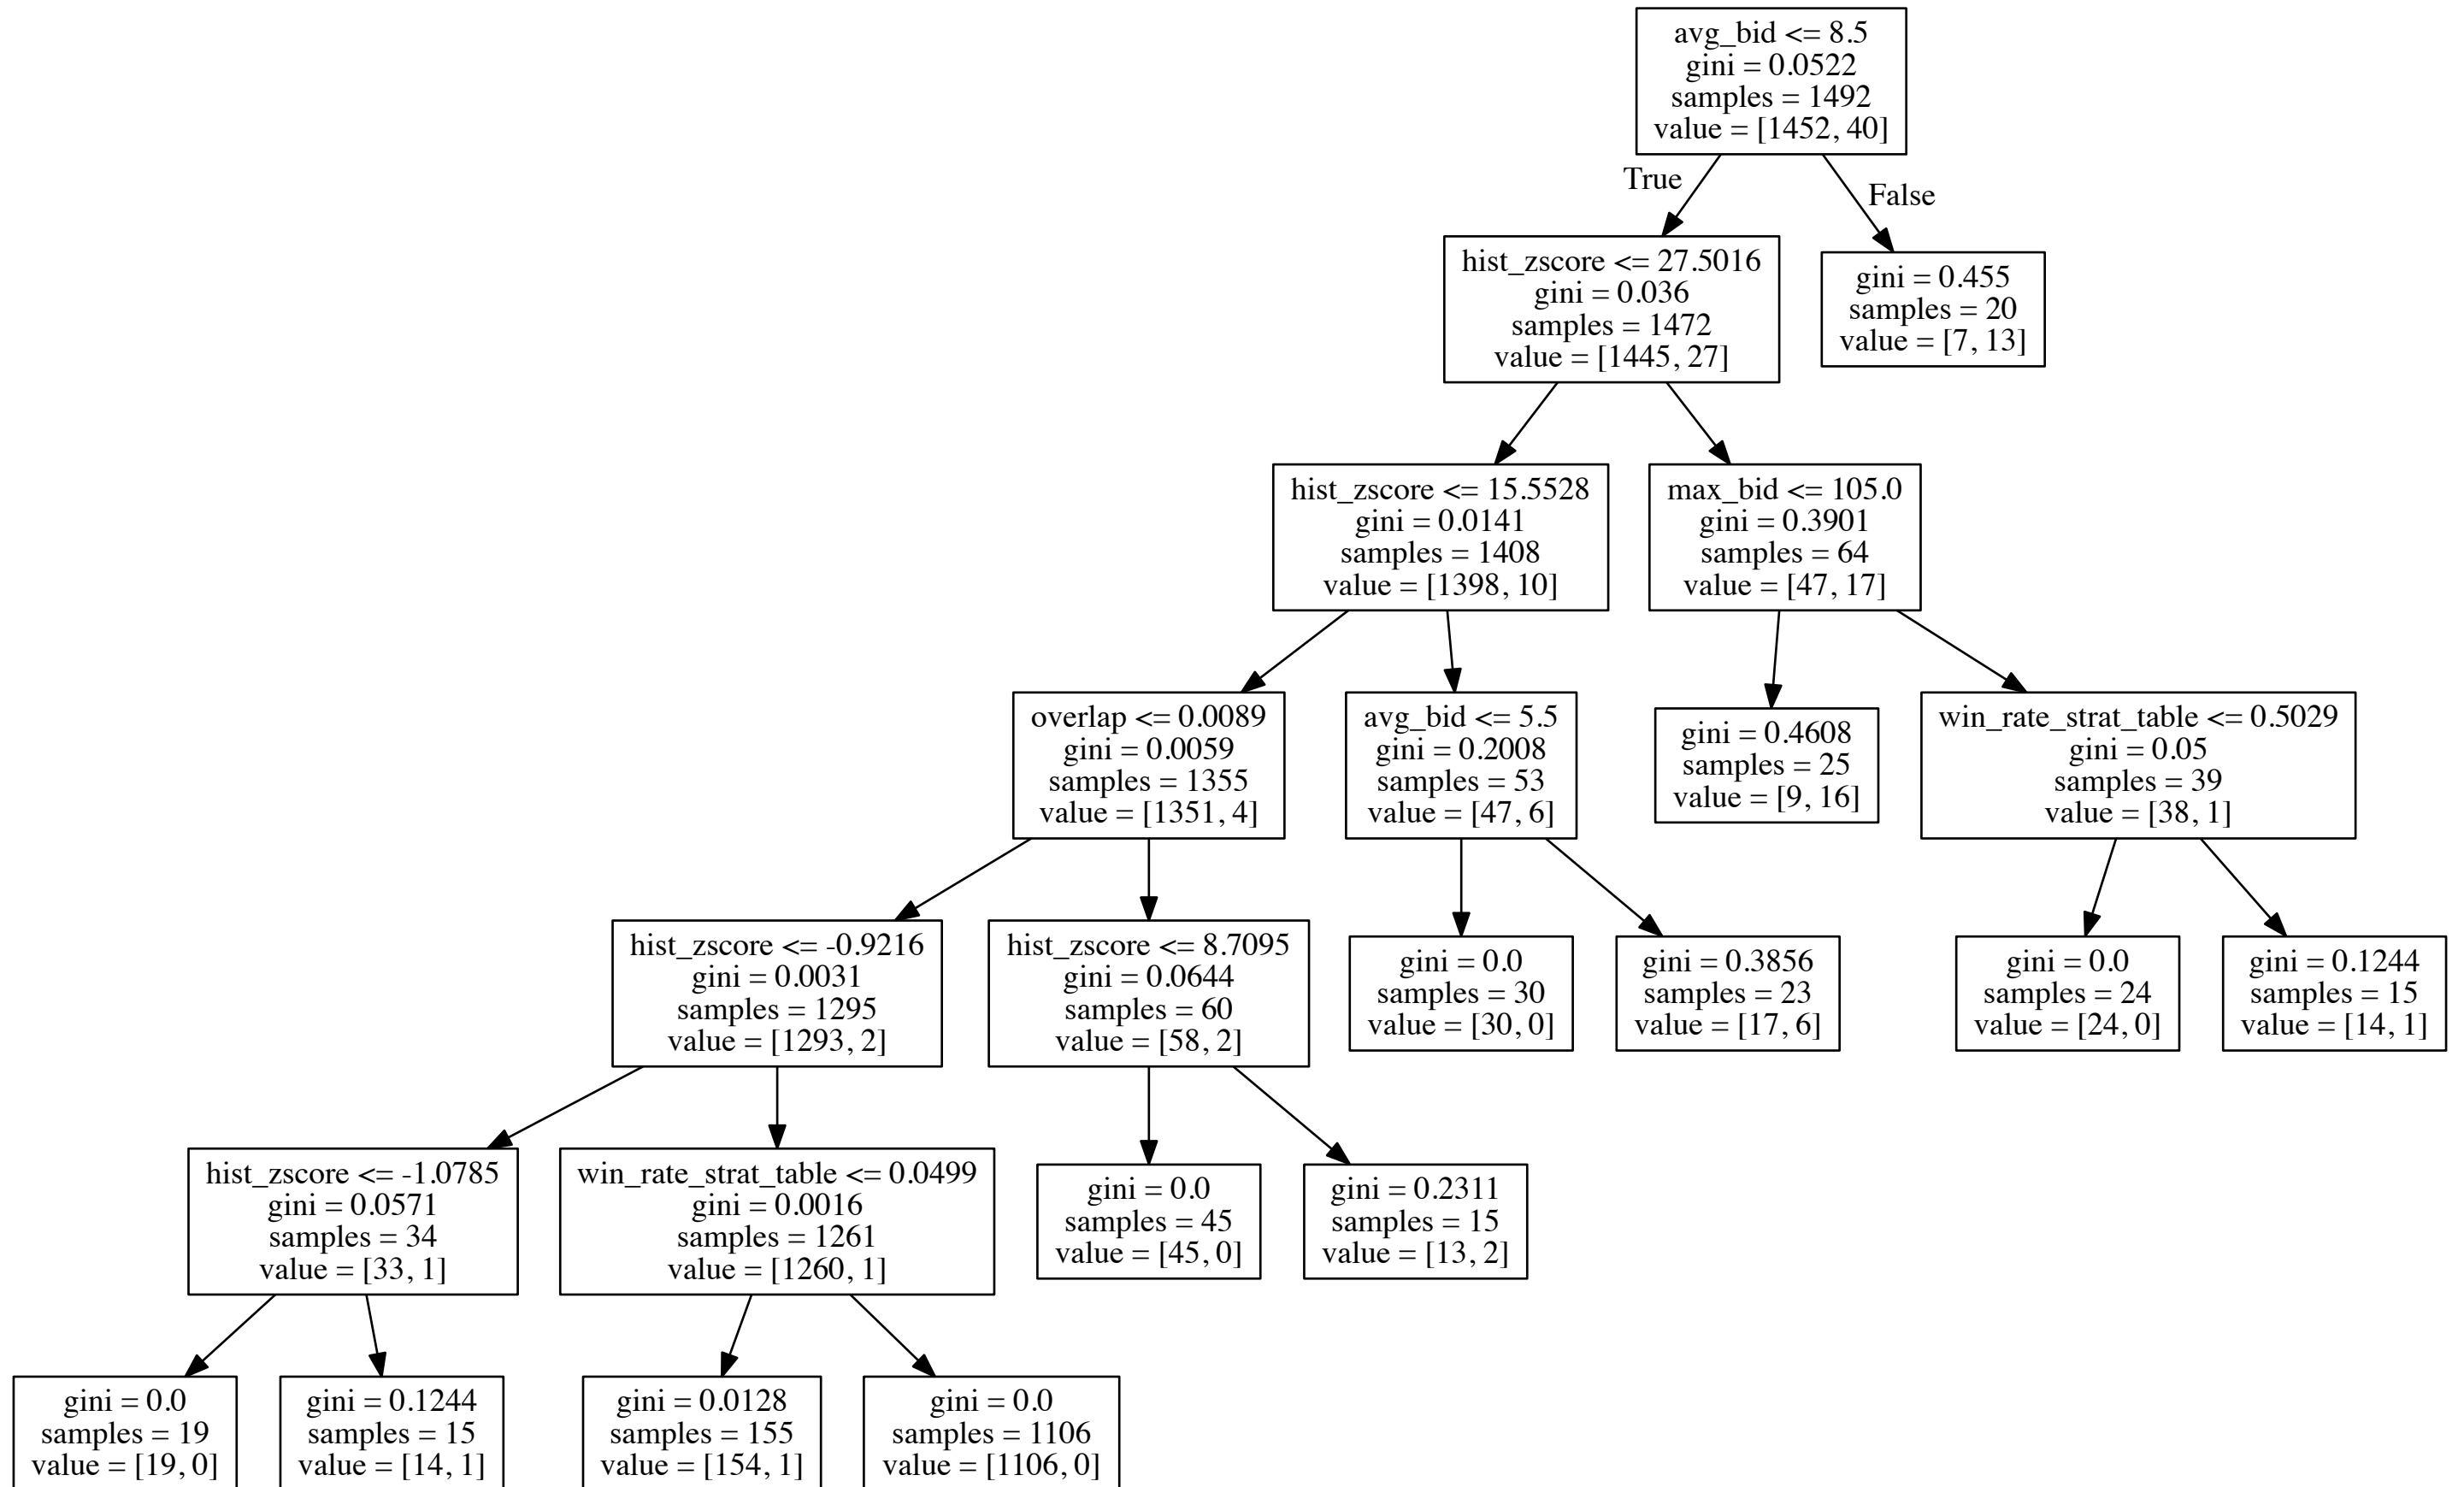 avg_bid <= 8.5
gini = 0.0522
samples = 1492
value = [1452, 40]
True
False
hist_zscore <= 27.5016
gini = 0.036
samples = 1472
value = [1445, 27]
gini = 0.455
samples = 20
value = [7, 13]
hist_zscore <= 15.5528
gini = 0.0141
samples = 1408
value = [1398, 10]
max_bid <= 105.0
gini = 0.3901
samples = 64
value = [47, 17]
overlap <= 0.0089
gini = 0.0059
samples = 1355
value = [1351, 4]
avg_bid <= 5.5
gini = 0.2008
samples = 53
value = [47, 6]
gini = 0.4608
samples = 25
value = [9, 16]
win_rate_strat_table <= 0.5029
gini = 0.05
samples = 39
value = [38, 1]
hist_zscore <= -0.9216
gini = 0.0031
samples = 1295
value = [1293, 2]
hist_zscore <= 8.7095
gini = 0.0644
samples = 60
value = [58, 2]
gini = 0.0
samples = 30
value = [30, 0]
gini = 0.3856
samples = 23
value = [17, 6]
gini = 0.0
samples = 24
value = [24, 0]
gini = 0.1244
samples = 15
value = [14, 1]
hist_zscore <= -1.0785
gini = 0.0571
samples = 34
value = [33, 1]
win_rate_strat_table <= 0.0499
gini = 0.0016
samples = 1261
value = [1260, 1]
gini = 0.0
samples = 45
value = [45, 0]
gini = 0.2311
samples = 15
value = [13, 2]
gini = 0.0
samples = 19
value = [19, 0]
gini = 0.1244
samples = 15
value = [14, 1]
gini = 0.0128
samples = 155
value = [154, 1]
gini = 0.0
samples = 1106
value = [1106, 0]